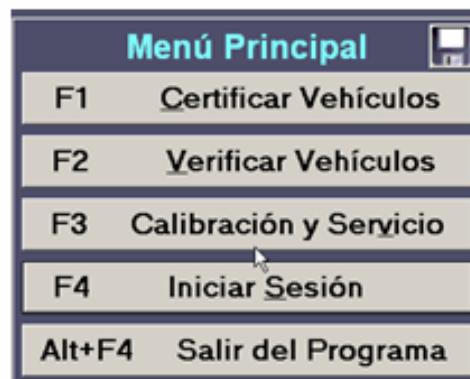 Menú Principal
F1 Certificar Vehículos
F2 Verificar Vehículos
F3 Calibración y Servicio
F4 Iniciar Sesión
Alt+F4 Salir del Programa